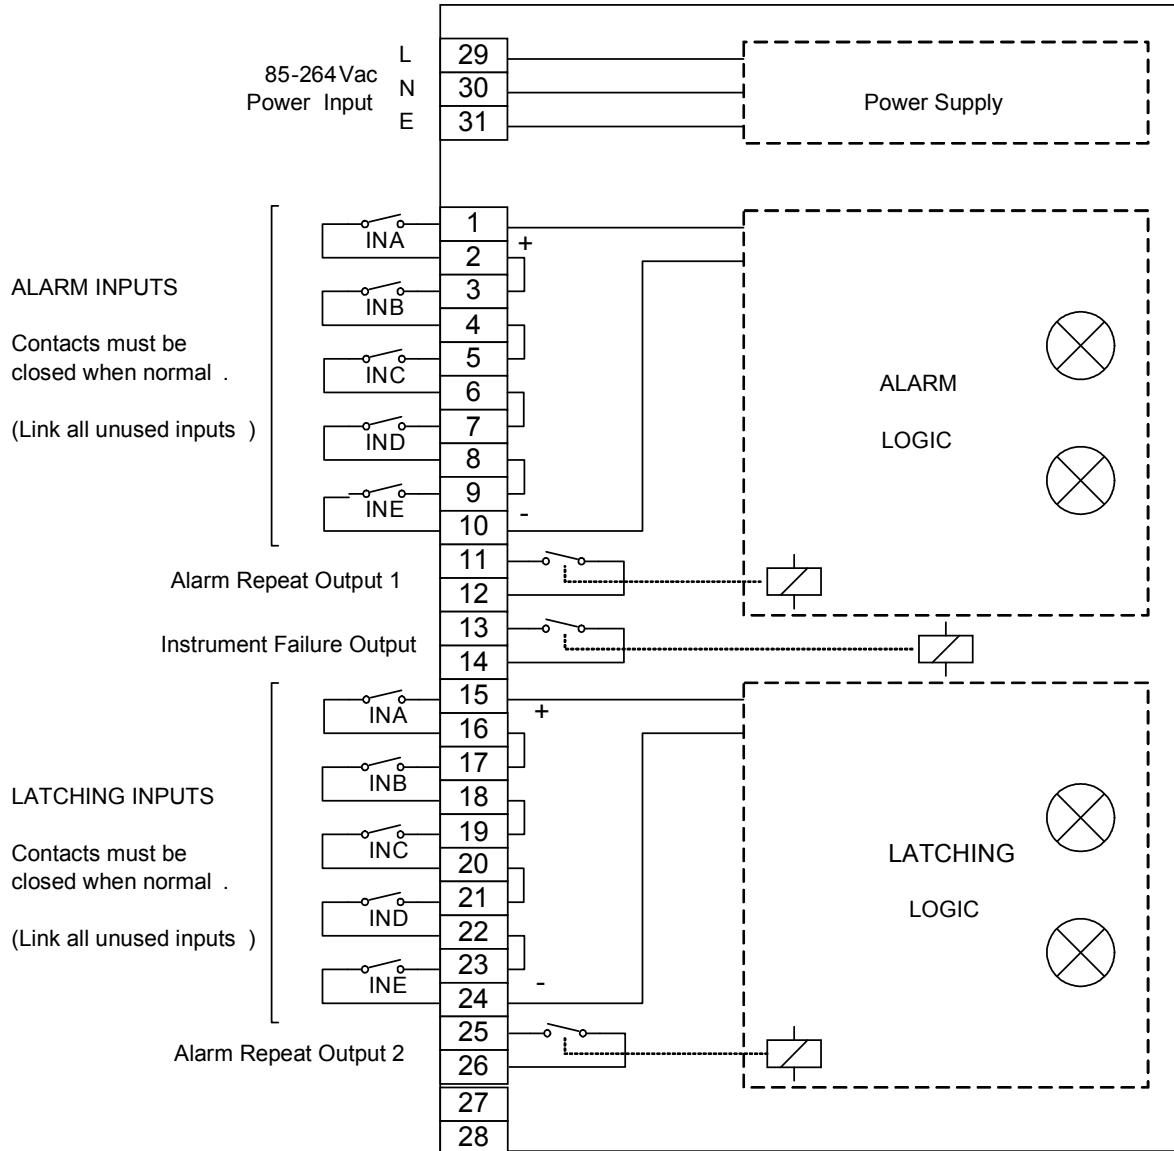 85-264Vac
Power Input
L
N
E
29
30
31
Power Supply
ALARM INPUTS
Contacts must be
closed when normal .
(Link all unused inputs )
INA
INB
INC
IND
INE
1
2
3
4
5
6
7
8
9
10
+
-
ALARM
LOGIC
Alarm Repeat Output 1
11
12
Instrument Failure Output
13
14
LATCHING INPUTS
Contacts must be
closed when normal .
(Link all unused inputs )
INA
INB
INC
IND
INE
15
16
17
18
19
20
21
22
23
24
+
-
LATCHING
LOGIC
Alarm Repeat Output 2
25
26
27
28